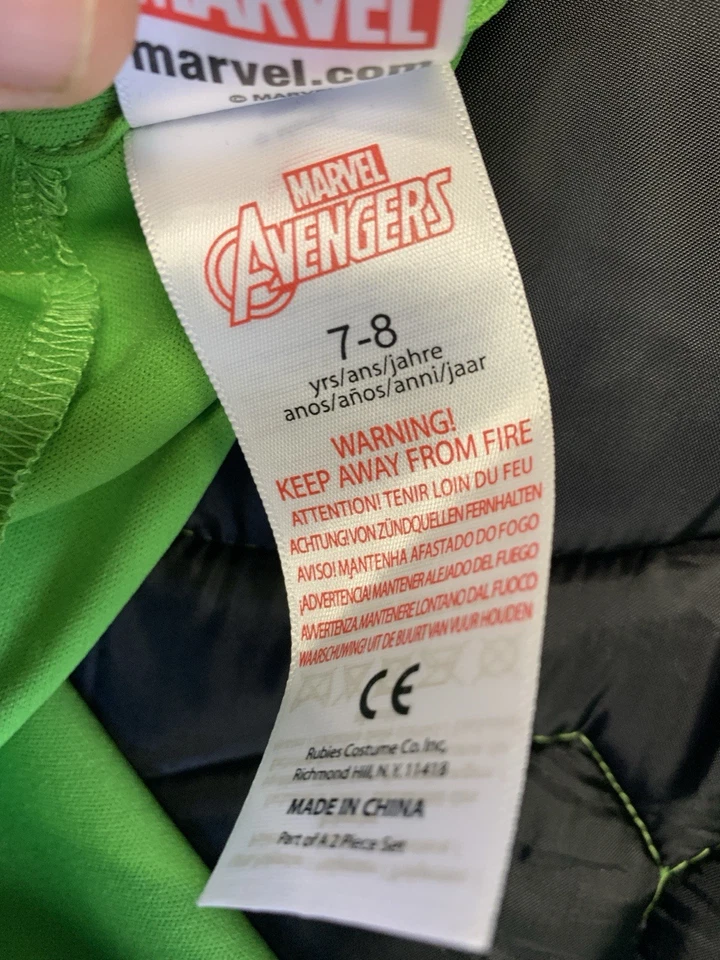 MARVEL
marvel.com
© MARVEL
MARVEL
AVENGERS
7-8
yrs/ans/jahre
anos/años/anni/jaar
WARNING!
KEEP AWAY FROM FIRE
ATTENTION! TENIR LOIN DU FEU
ACHTUNG! VON ZÜNDQUELLEN FERNHALTEN
AVISO! MANTENHA AFASTADO DO FOGO
¡ADVERTENCIA! MANTENER ALEJADO DEL FUEGO
AVVERTENZA. MANTENERE LONTANO DAL FUOCO
WAARSCHUWING! UIT DE BUURT VAN VUUR HOUDEN
CE
Rubies Costume Co. Inc,
Richmond Hill, N.Y. 11418
MADE IN CHINA
Part of A 2 Piece Set